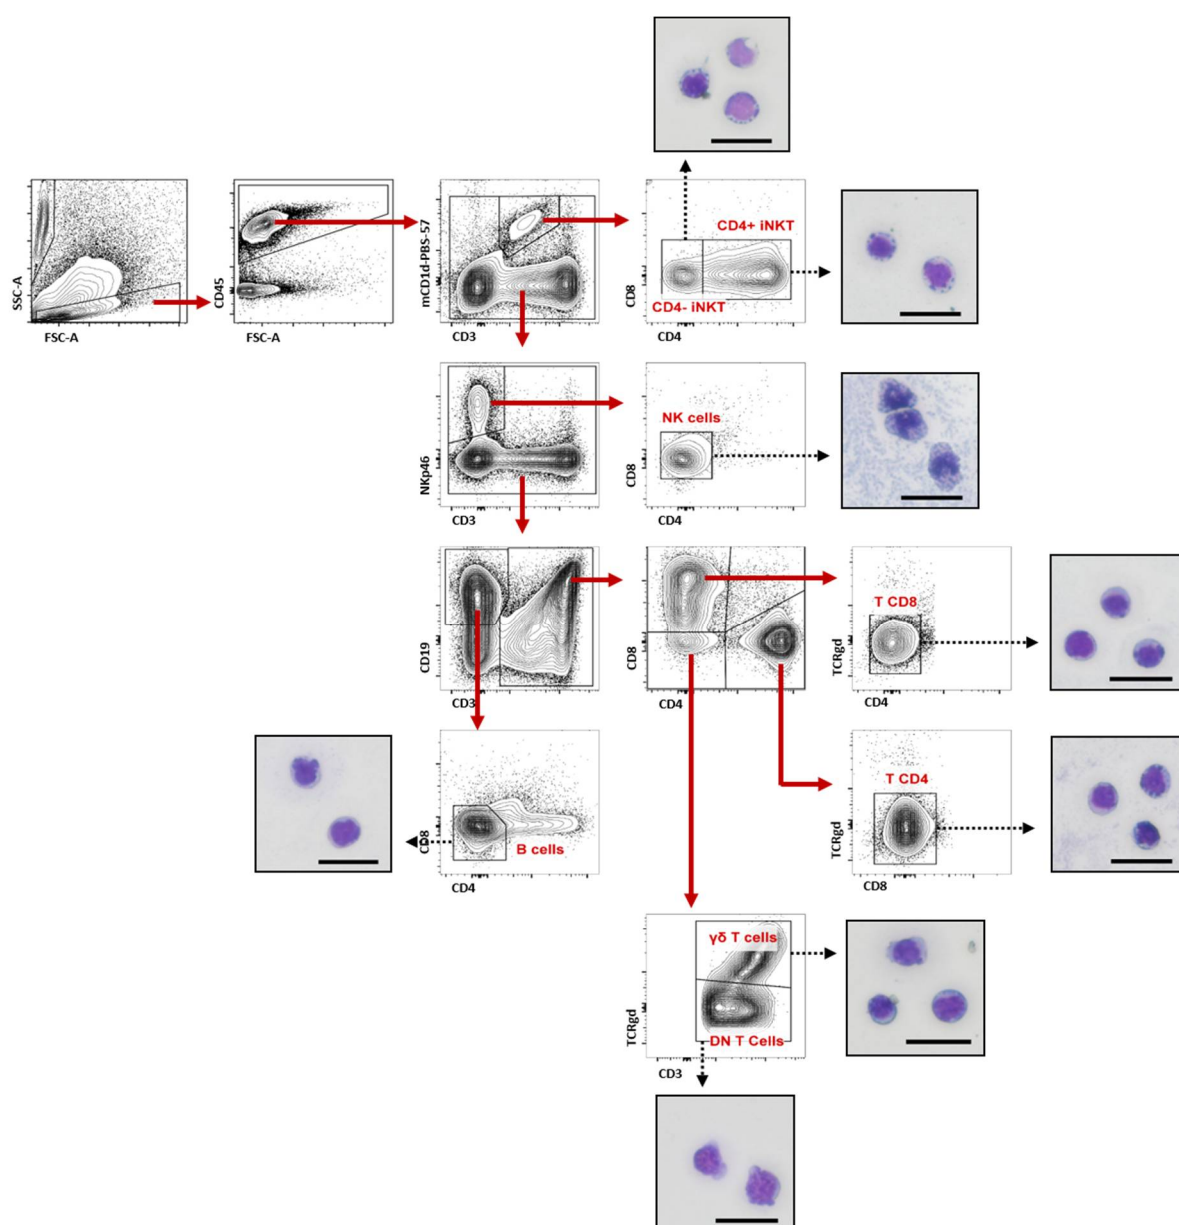 SSC-A
FSC-A
CD45
FSC-A
mCD1d-PBS-57
CD3
CD8
CD4+ iNKT
CD4- iNKT
CD4
NKp46
CD3
CD8
NK cells
CD4
CD19
CD3
CD8
CD4
TCRgd
T CD8
CD4
CD8
B cells
CD4
TCRgd
T CD4
CD8
TCRgd
γδ T cells
DN T Cells
CD3